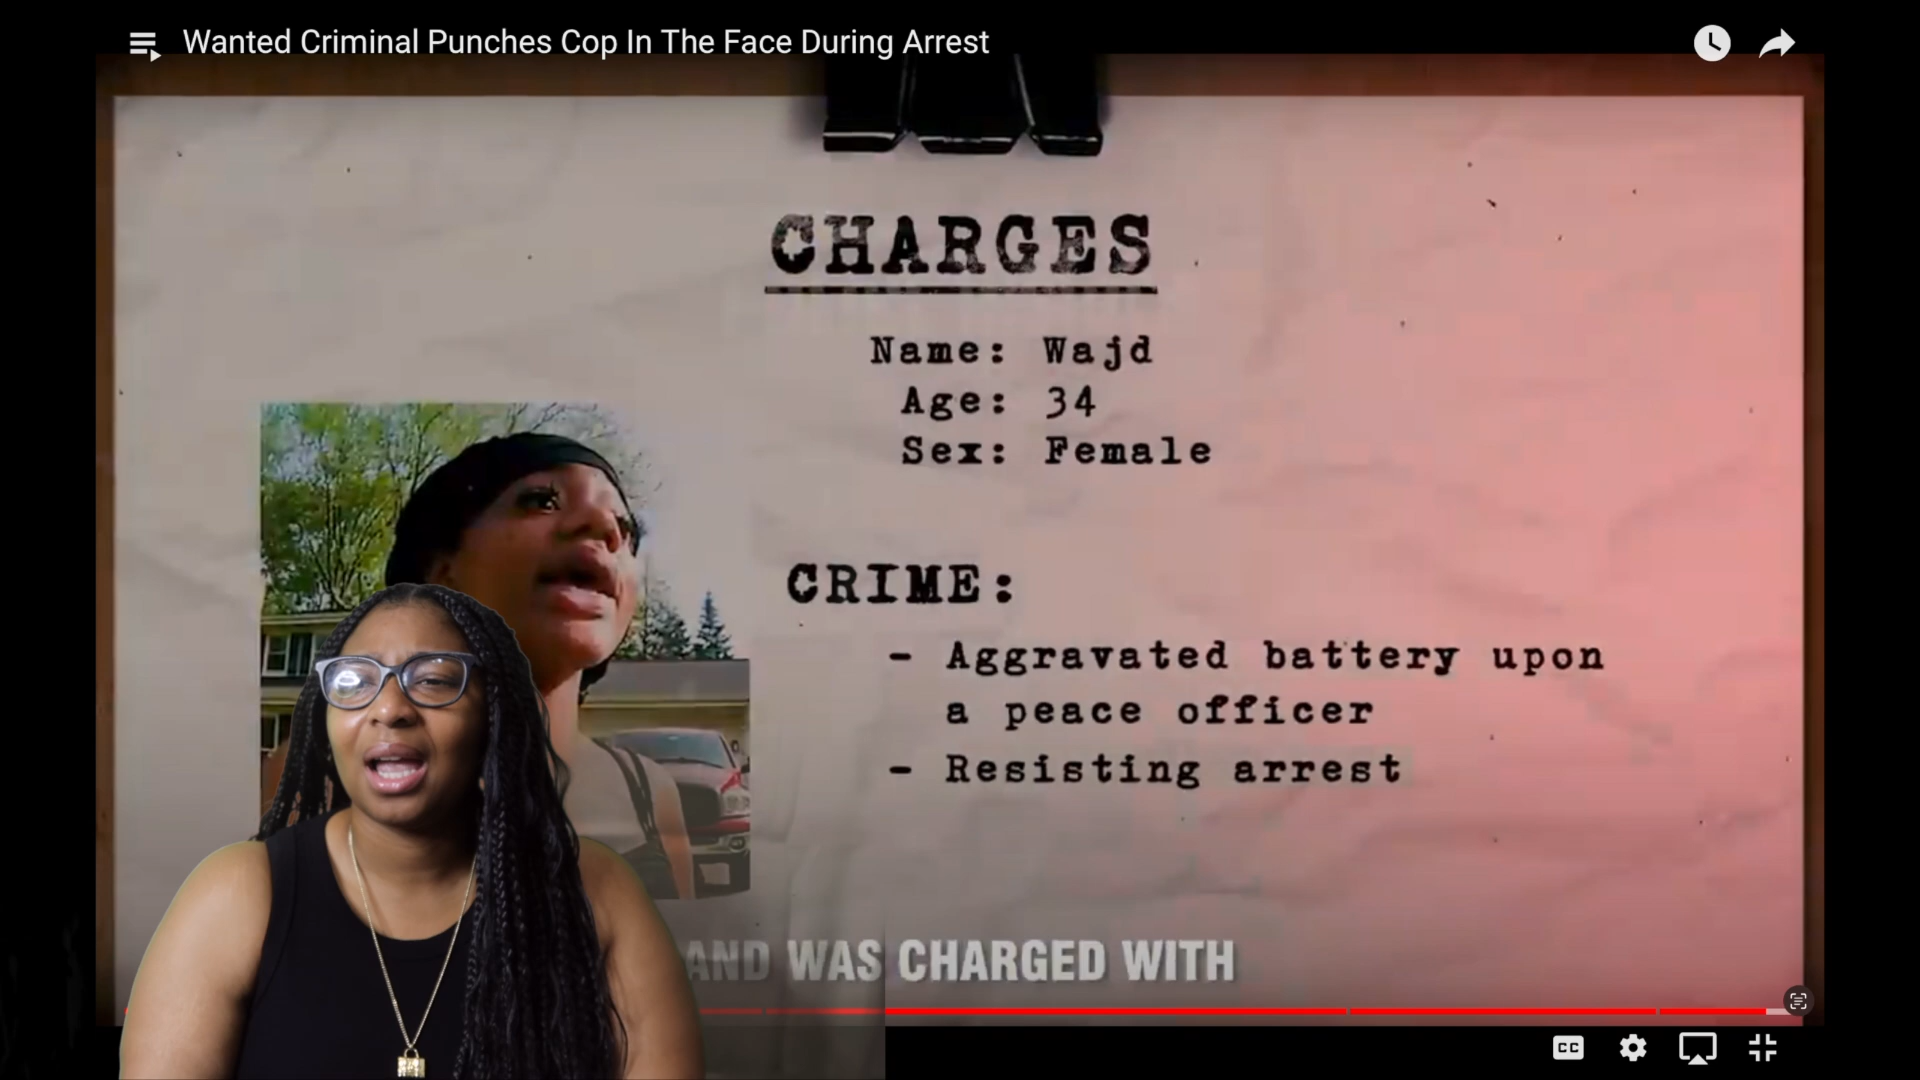 Wanted Criminal Punches Cop In The Face During Arrest
CHARGES
Name: Wajd
Age: 34
Sex: Female
CRIME:
- Aggravated battery upon
a peace officer
- Resisting arrest
AND WAS CHARGED WITH
CC